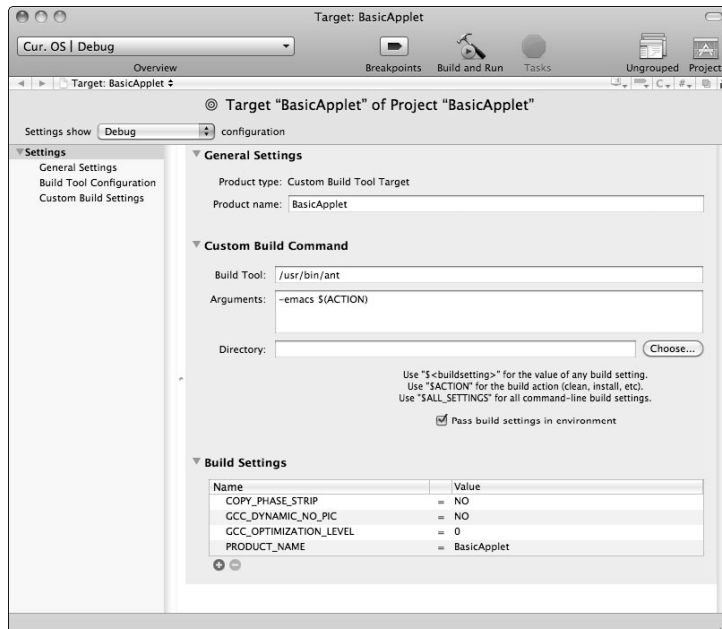 Target: BasicApplet
Cur. OS | Debug
Overview Breakpoints Build and Run Tasks Ungrouped Project
Target: BasicApplet
C #
Target “BasicApplet” of Project “BasicApplet”
Settings show Debug configuration
Settings
General Settings
Build Tool Configuration
Custom Build Settings
General Settings
Product type: Custom Build Tool Target
Product name: BasicApplet
Custom Build Command
Build Tool: /usr/bin/ant
Arguments: -emacs $(ACTION)
Directory: Choose...
Use "$<buildsetting>" for the value of any build setting.
Use "$ACTION" for the build action (clean, install, etc).
Use "$ALL_SETTINGS" for all command-line build settings.
Pass build settings in environment
Build Settings
Name Value
COPY_PHASE_STRIP = NO
GCC_DYNAMIC_NO_PIC = NO
GCC_OPTIMIZATION_LEVEL = 0
PRODUCT_NAME = BasicApplet